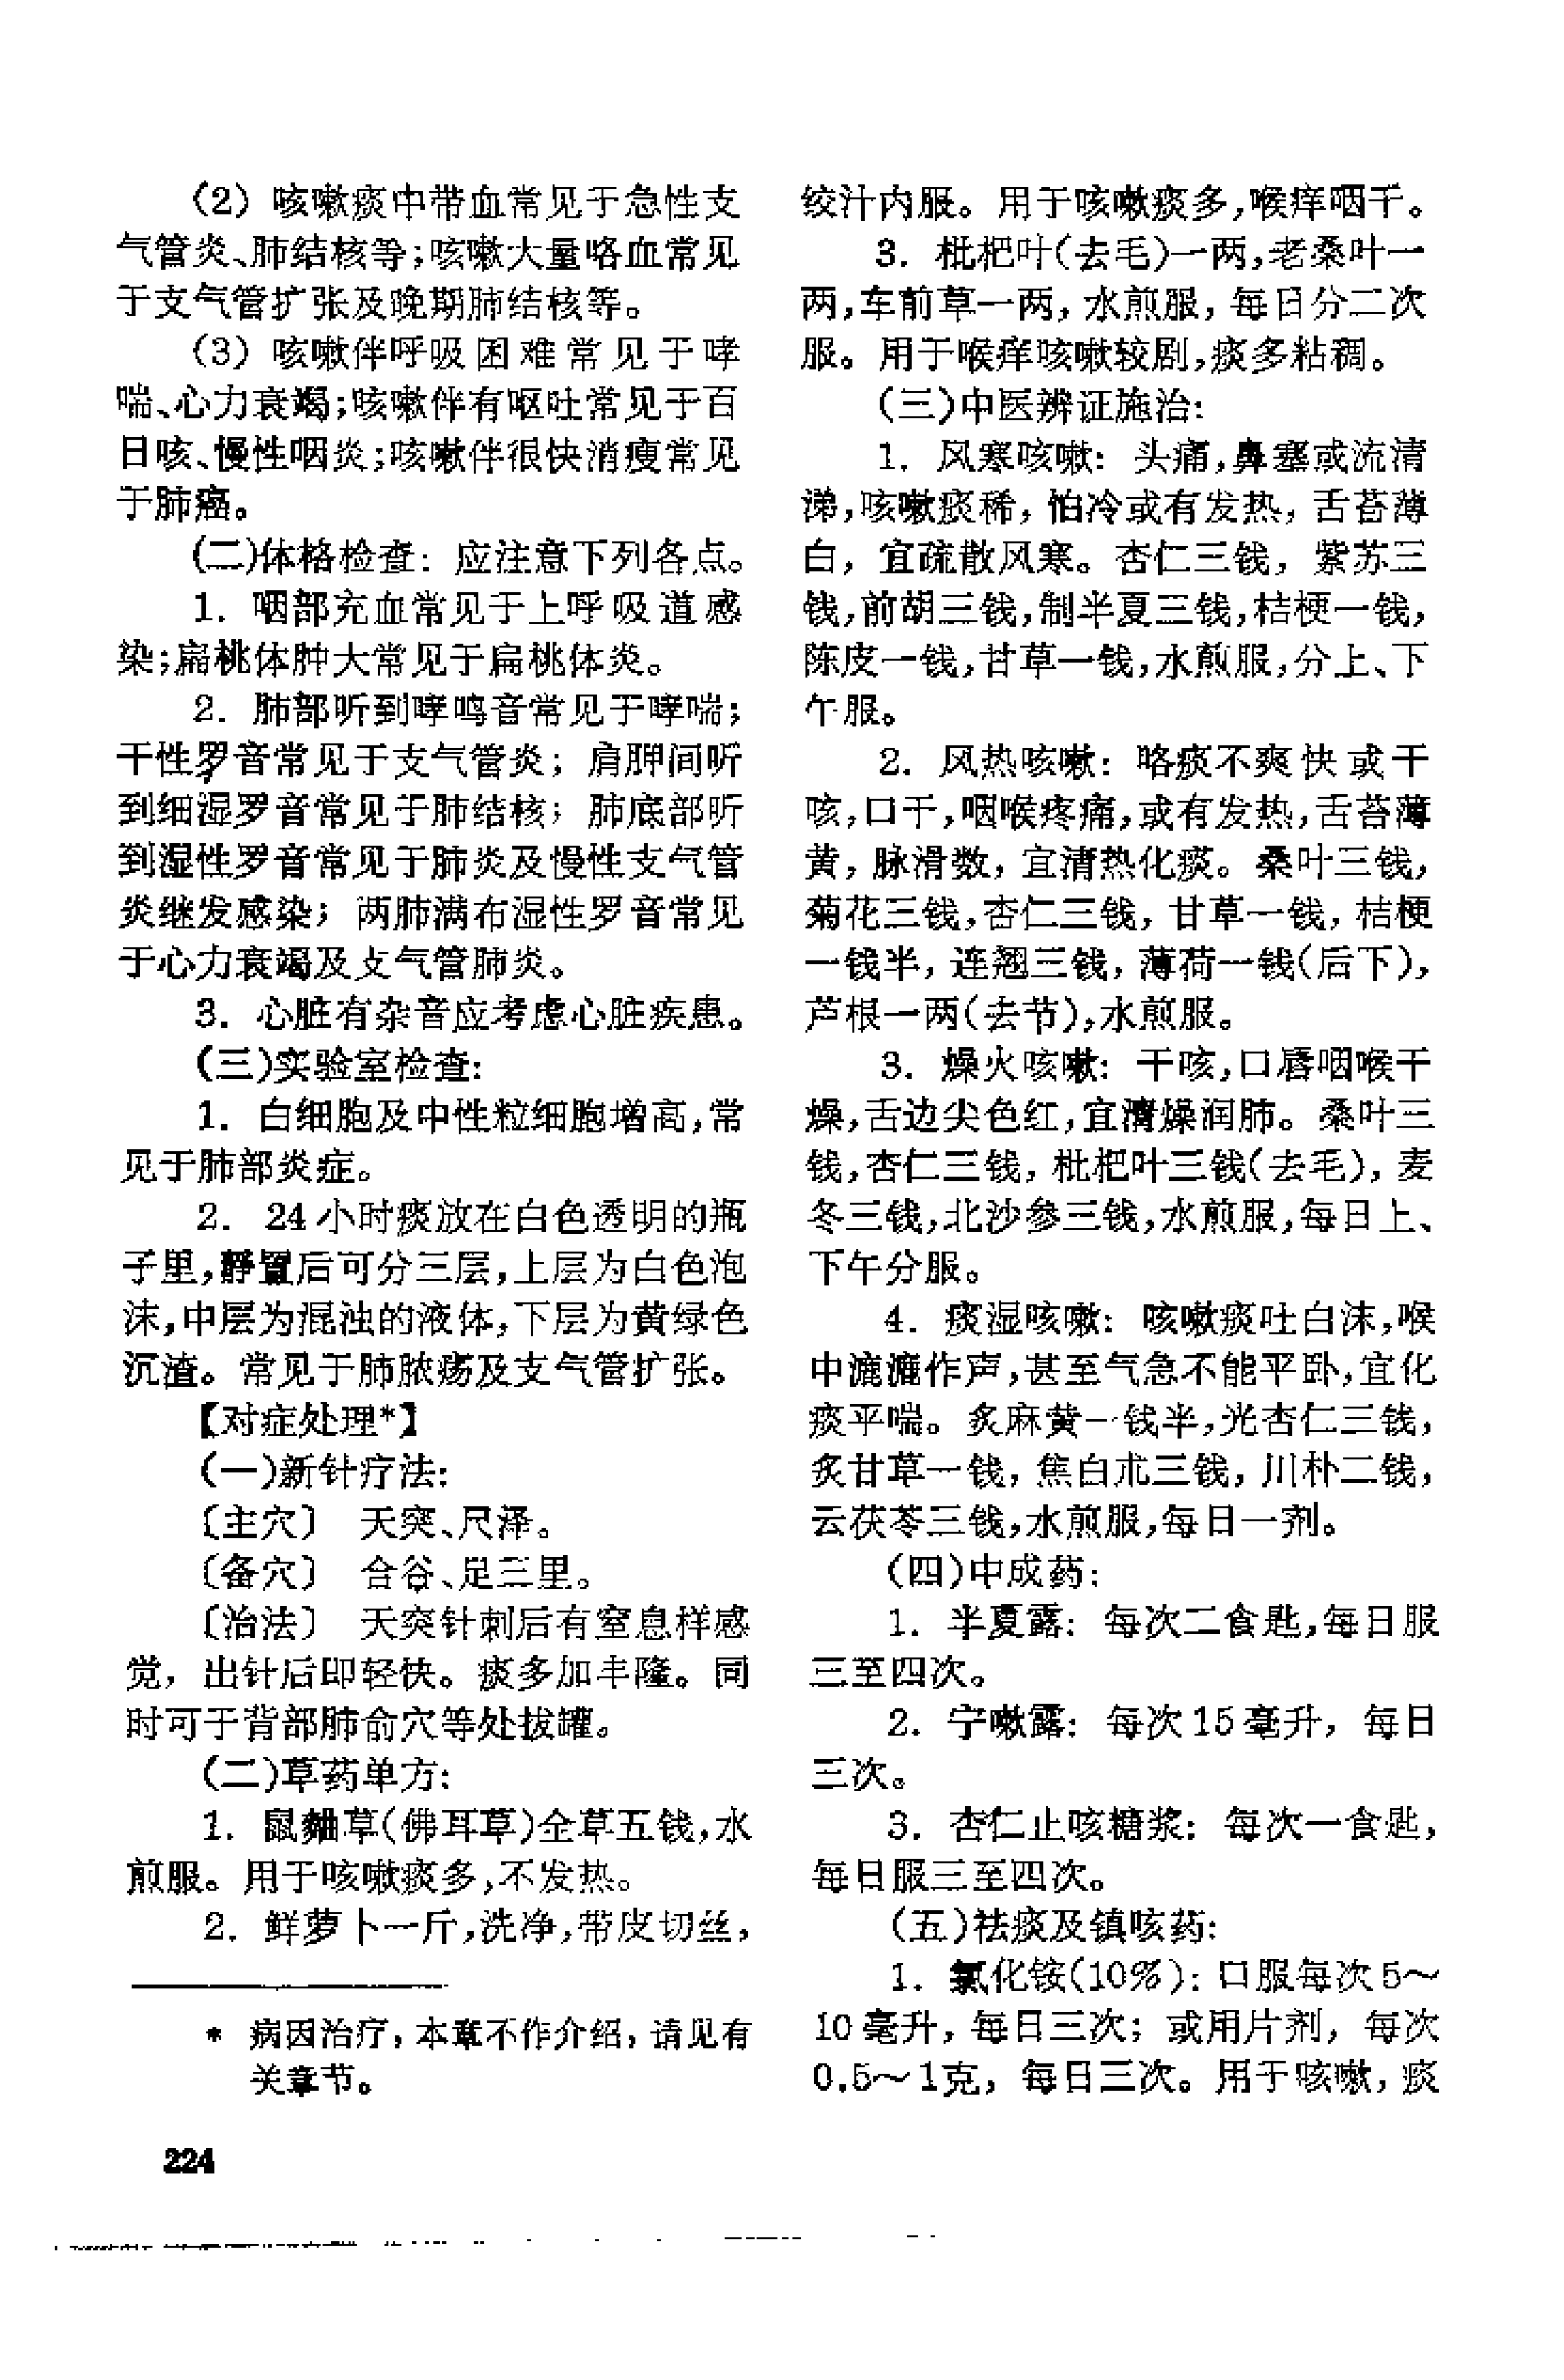 (2) 咳嗽痰中带血常见于急性支
气管炎、肺结核等;咳嗽大量咯血常见
于支气管扩张及晚期肺结核等。
(3) 咳嗽伴呼吸困难常见于哮
喘、心力衰竭;咳嗽伴有呕吐常见于百
日咳、慢性咽炎;咳嗽伴很快消瘦常见
于肺癌。
(二)体格检查: 应注意下列各点。
1. 咽部充血常见于上呼吸道感
染;扁桃体肿大常见于扁桃体炎。
2. 肺部听到哮鸣音常见于哮喘;
干性罗音常见于支气管炎; 肩胛间听
到细湿罗音常见于肺结核; 肺底部听
到湿性罗音常见于肺炎及慢性支气管
炎继发感染; 两肺满布湿性罗音常见
于心力衰竭及支气管肺炎。
3. 心脏有杂音应考虑心脏疾患。
(三)实验室检查:
1. 白细胞及中性粒细胞增高,常
见于肺部炎症。
2. 24小时痰放在白色透明的瓶
子里,静置后可分三层,上层为白色泡
沫,中层为混浊的液体,下层为黄绿色
沉渣。常见于肺脓疡及支气管扩张。
【对症处理*】
(一)新针疗法:
〔主穴〕 天突、尺泽。
〔备穴〕 合谷、足三里。
〔治法〕 天突针刺后有窒息样感
觉, 出针后即轻快。痰多加丰隆。同
时可于背部肺俞穴等处拔罐。
(二)草药单方:
1. 鼠麯草(佛耳草)全草五钱,水
煎服。用于咳嗽痰多,不发热。
2. 鲜萝卜一斤,洗净,带皮切丝,
* 病因治疗, 本章不作介绍, 请见有
关章节。
224
绞汁内服。用于咳嗽痰多,喉痒咽干。
3. 枇杷叶(去毛)一两,老桑叶一
两,车前草一两, 水煎服, 每日分二次
服。用于喉痒咳嗽较剧,痰多粘稠。
(三)中医辨证施治:
1. 风寒咳嗽: 头痛,鼻塞或流清
涕,咳嗽痰稀, 怕冷或有发热, 舌苔薄
白, 宜疏散风寒。杏仁三钱, 紫苏三
钱,前胡三钱,制半夏三钱,桔梗一钱,
陈皮一钱,甘草一钱,水煎服,分上、下
午服。
2. 风热咳嗽: 咯痰不爽快或干
咳,口干,咽喉疼痛,或有发热,舌苔薄
黄, 脉滑数, 宜清热化痰。桑叶三钱,
菊花三钱,杏仁三钱, 甘草一钱, 桔梗
一钱半, 连翘三钱, 薄荷一钱(后下),
芦根一两(去节),水煎服。
3. 燥火咳嗽: 干咳,口唇咽喉干
燥,舌边尖色红,宜清燥润肺。桑叶三
钱,杏仁三钱, 枇杷叶三钱(去毛), 麦
冬三钱,北沙参三钱,水煎服,每日上、
下午分服。
4. 痰湿咳嗽: 咳嗽痰吐白沫,喉
中漉漉作声,甚至气急不能平卧,宜化
痰平喘。炙麻黄一钱半,光杏仁三钱,
炙甘草一钱, 焦白朮三钱, 川朴二钱,
云茯苓三钱,水煎服,每日一剂。
(四)中成药:
1. 半夏露: 每次二食匙,每日服
三至四次。
2. 宁嗽露: 每次15毫升, 每日
三次。
3. 杏仁止咳糖浆: 每次一食匙,
每日服三至四次。
(五)祛痰及镇咳药:
1. 氯化铵(10%): 口服每次5~
10毫升, 每日三次; 或用片剂, 每次
0.5~1克, 每日三次。用于咳嗽, 痰